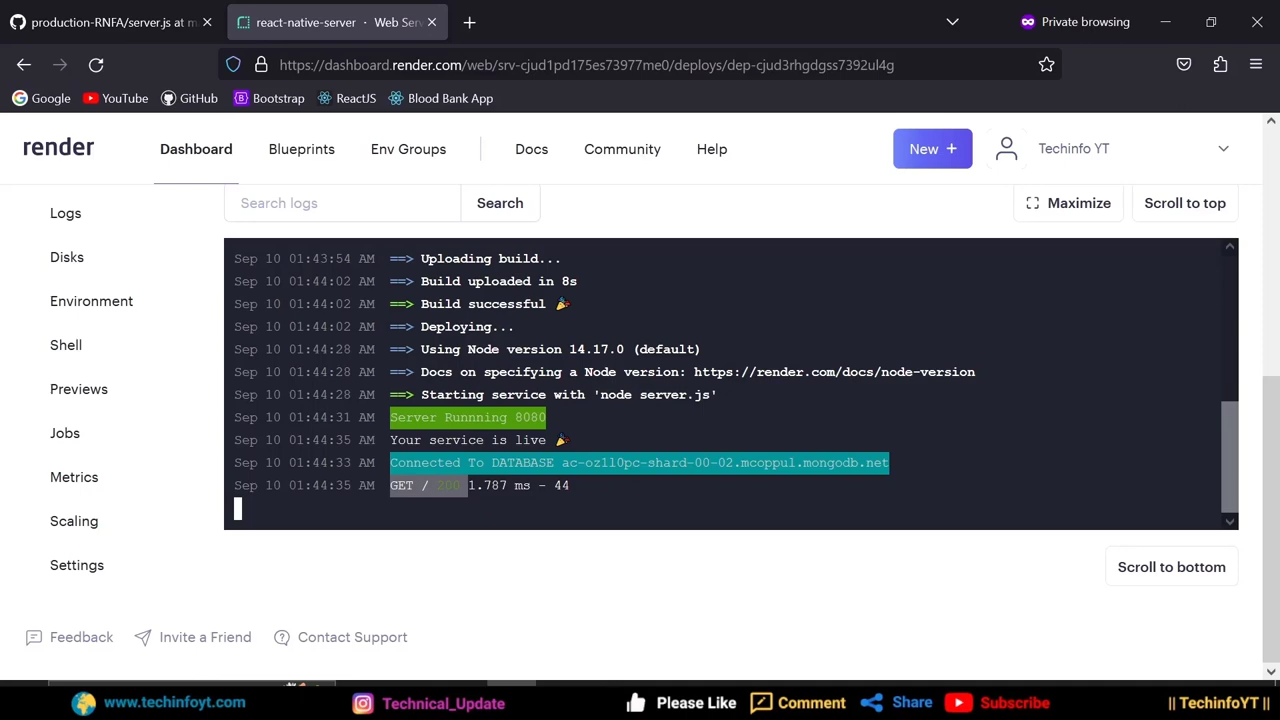 production-RNFA/server.js at m
react-native-server · Web Serv
Private browsing
https://dashboard.render.com/web/srv-cjud1pd175es73977me0/deploys/dep-cjud3rhgdgss7392ul4g
Google YouTube GitHub Bootstrap ReactJS Blood Bank App
render Dashboard Blueprints Env Groups Docs Community Help New + Techinfo YT
Logs
Search logs Search Maximize Scroll to top
Disks
Environment
Shell
Previews
Jobs
Metrics
Scaling
Settings
Sep 10 01:43:54 AM ==> Uploading build...
Sep 10 01:44:02 AM ==> Build uploaded in 8s
Sep 10 01:44:02 AM ==> Build successful 🎉
Sep 10 01:44:02 AM ==> Deploying...
Sep 10 01:44:28 AM ==> Using Node version 14.17.0 (default)
Sep 10 01:44:28 AM ==> Docs on specifying a Node version: https://render.com/docs/node-version
Sep 10 01:44:28 AM ==> Starting service with 'node server.js'
Sep 10 01:44:31 AM Server Runnning 8080
Sep 10 01:44:35 AM Your service is live 🎉
Sep 10 01:44:33 AM Connected To DATABASE ac-oz1l0pc-shard-00-02.mcoppul.mongodb.net
Sep 10 01:44:35 AM GET / 200 1.787 ms - 44
Scroll to bottom
Feedback Invite a Friend Contact Support
www.techinfoyt.com Technical_Update Please Like Comment Share Subscribe || TechinfoYT ||